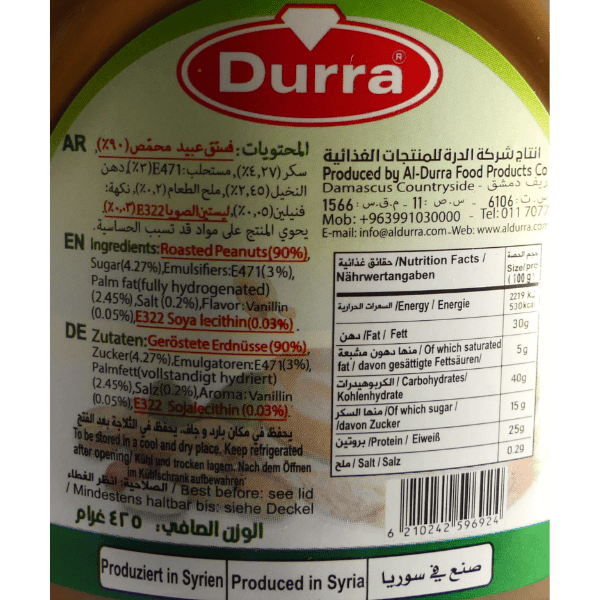 Durra®
AR المحتويات: فستق عبيد محمّص(٩٠٪)،
سكر (٤,٢٧٪)، مستحلب:E471(٣٪)، دهن
النخيل (٢,٤٥٪)، ملح الطعام (٠,٢٪)، نكهة:
فنيلين(٠,٠٥٪)، ليستين الصويا E322(٠,٠٣٪)
يحوي المنتج على مواد قد تسبب الحساسية.
EN Ingredients:Roasted Peanuts(90%),
Sugar(4.27%),Emulsifiers:E471(3%),
Palm fat(fully hydrogenated)
(2.45%),Salt (0.2%),Flavor: Vanillin
(0.05%),E322 Soya lecithin(0.03%).
DE Zutaten:Geröstete Erdnüsse(90%),
Zucker(4.27%),Emulgatoren:E471(3%),
Palmfett(vollstandigt hydriert)
(2.45%),Salz(0.2%),Aroma: Vanillin
(0.05%),E322 Sojalecithin (0.03%).
يحفظ في مكان بارد و جاف، يحفظ في الثلاجة بعد الفتح
To be stored in a cool and dry place. Keep refrigerated
after opening/ Kühl und trocken lagern. Nach dem Öffnen
im Kühlschrank aufbewahren
الصلاحية: انظر الغطاء / Best before: see lid
/ Mindestens haltbar bis: siehe Deckel
الوزن الصافي: ٤٢٥ غرام
انتاج شركة الدرة للمنتجات الغذائية
Produced by Al-Durra Food Products Co
Damascus Countryside - ريف دمشق
س.ت: 6106 - س.ص: 11 - م.ق.س: 1566
Mob: +963991030000 - Tel:011 707
E-mail: info@aldurra.com-Web: www.aldurra.com
حقائق غذائية /Nutrition Facts /
Nährwertangaben
حجم الحصة
Size/pro
(100 g)
السعرات الحرارية /Energy / Energie
2219 kJ
530kcal
دهن /Fat / Fett
30g
منها دهون مشبعة / Of which saturated
fat / davon gesättigte Fettsäuren/
5g
الكربوهيدرات / Carbohydrates/
Kohlenhydrate
40g
منها السكر /Of which sugar /
/davon Zucker
15g
بروتين /Protein / Eiweiß
25g
ملح / Salt / Salz
0.2g
6 210242 596924
Produziert in Syrien Produced in Syria صنع في سوريا